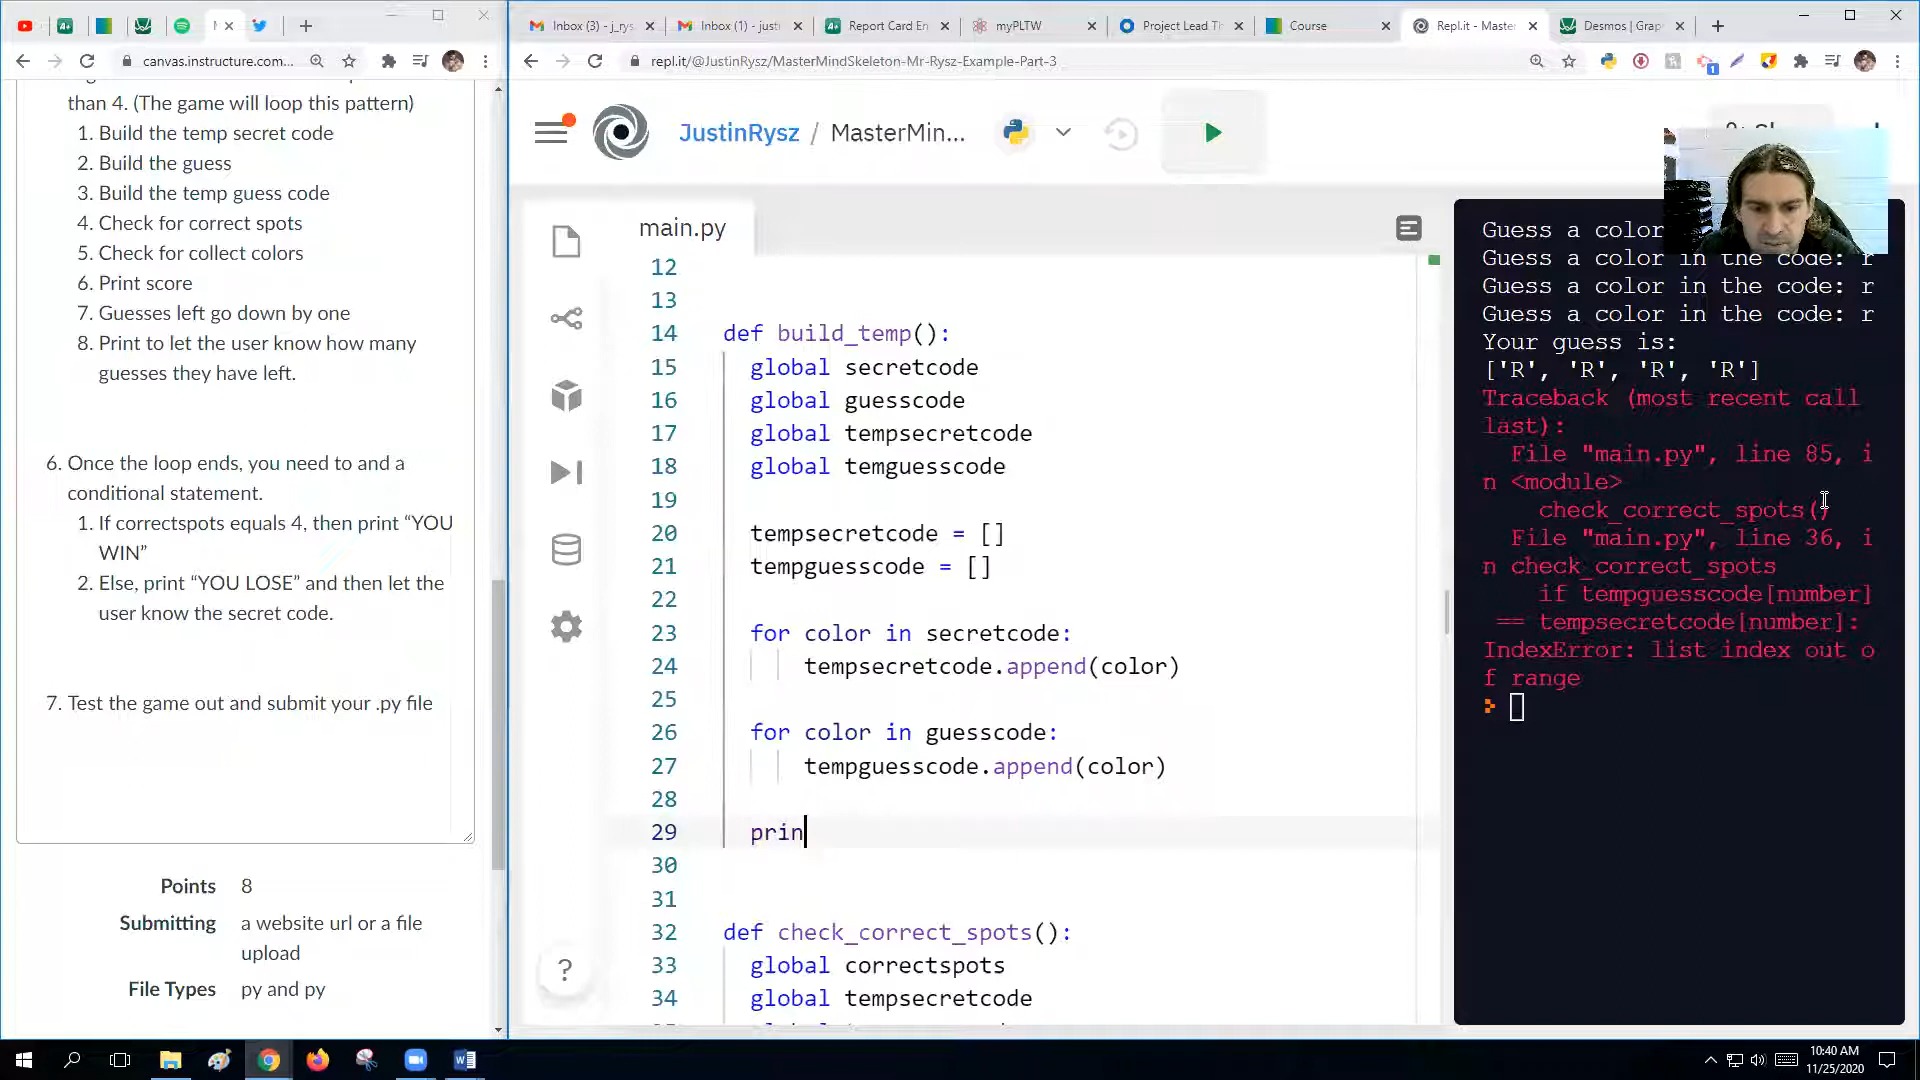 Inbox (3) - j_rys
Inbox (1) - justi
Report Card En
myPLTW
Project Lead Th
Course
Repl.it - Master
Desmos | Grap
canvas.instructure.com...
repl.it/@JustinRysz/MasterMindSkeleton-Mr-Rysz-Example-Part-3
than 4. (The game will loop this pattern)
1. Build the temp secret code
2. Build the guess
3. Build the temp guess code
4. Check for correct spots
5. Check for collect colors
6. Print score
7. Guesses left go down by one
8. Print to let the user know how many
guesses they have left.
6. Once the loop ends, you need to and a
conditional statement.
1. If correctspots equals 4, then print “YOU
WIN”
2. Else, print “YOU LOSE” and then let the
user know the secret code.
7. Test the game out and submit your .py file
Points 8
Submitting a website url or a file
upload
File Types py and py
JustinRysz / MasterMin...
main.py
12
13
14 def build_temp():
15 global secretcode
16 global guesscode
17 global tempsecretcode
18 global temguesscode
19
20 tempsecretcode = []
21 tempguesscode = []
22
23 for color in secretcode:
24 tempsecretcode.append(color)
25
26 for color in guesscode:
27 tempguesscode.append(color)
28
29 prin
30
31
32 def check_correct_spots():
33 global correctspots
34 global tempsecretcode
Guess a color
Guess a color in the code: r
Guess a color in the code: r
Guess a color in the code: r
Your guess is:
['R', 'R', 'R', 'R']
Traceback (most recent call
last):
File "main.py", line 85, i
n <module>
check_correct_spots()
File "main.py", line 36, i
n check_correct_spots
if tempguesscode[number]
== tempsecretcode[number]:
IndexError: list index out o
f range
10:40 AM
11/25/2020